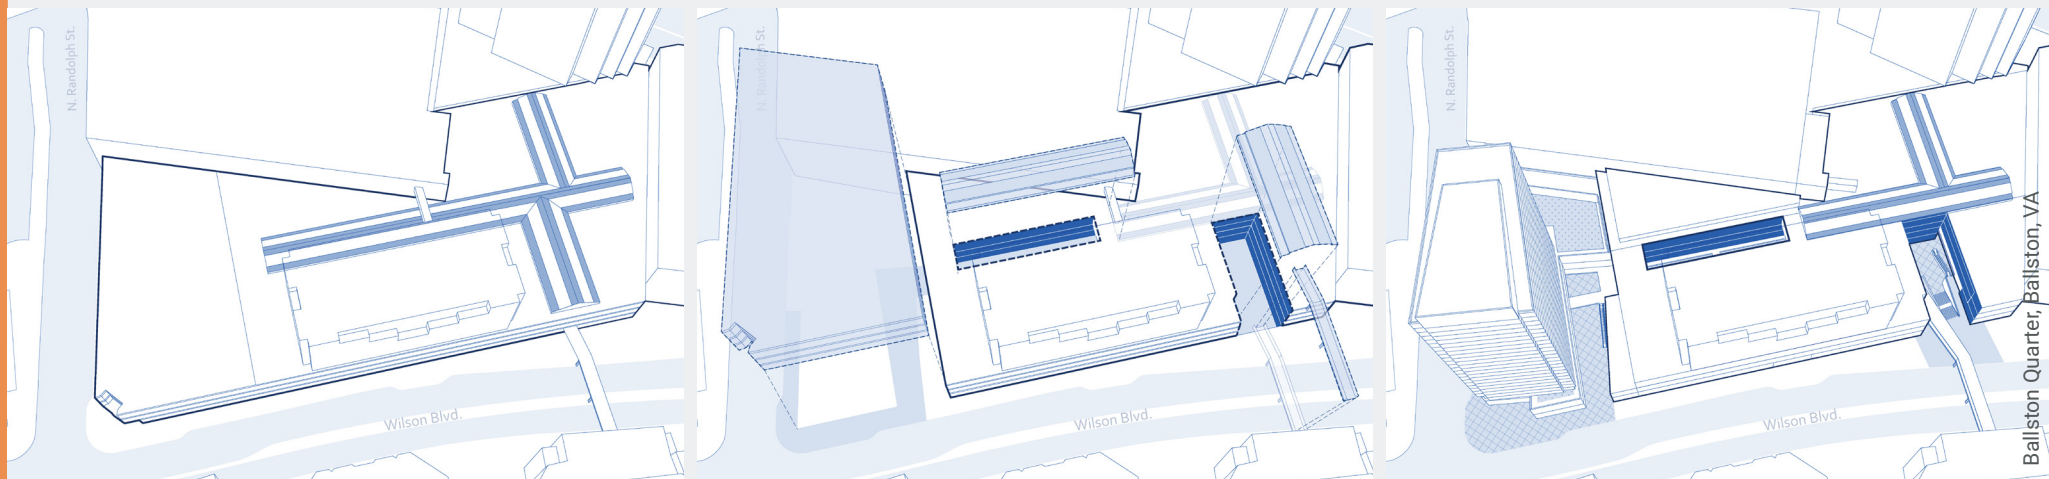 N. Randolph St.
Wilson Blvd.
N. Randolph St.
Wilson Blvd.
N. Randolph St.
Wilson Blvd.
Ballston Quarter, Ballston, VA